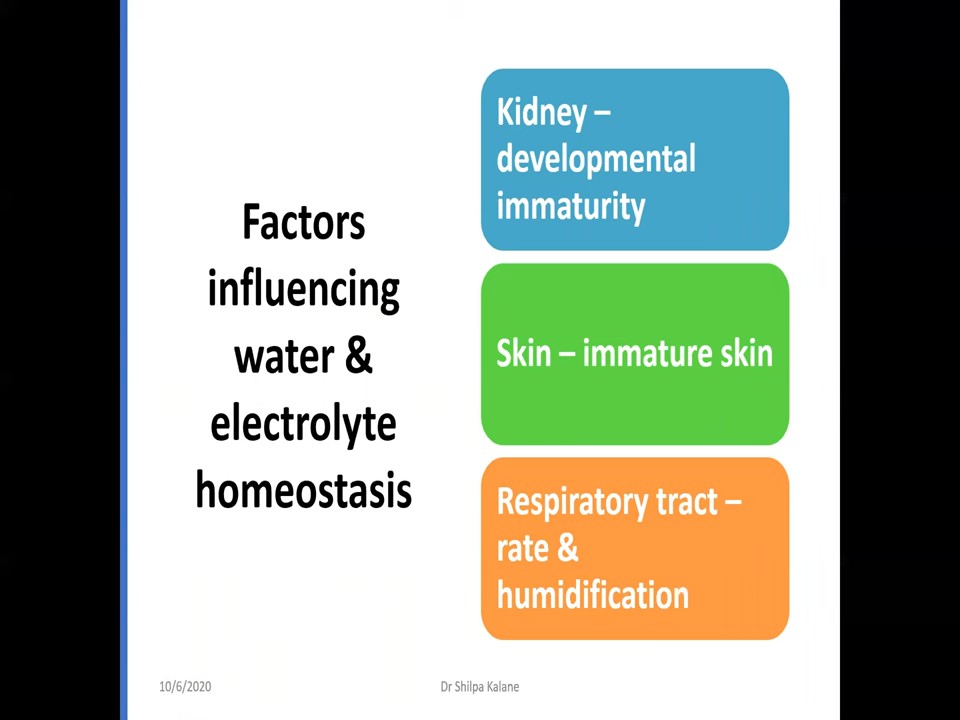 Factors
influencing
water &
electrolyte
homeostasis
Kidney –
developmental
immaturity
Skin – immature skin
Respiratory tract –
rate &
humidification
10/6/2020
Dr Shilpa Kalane